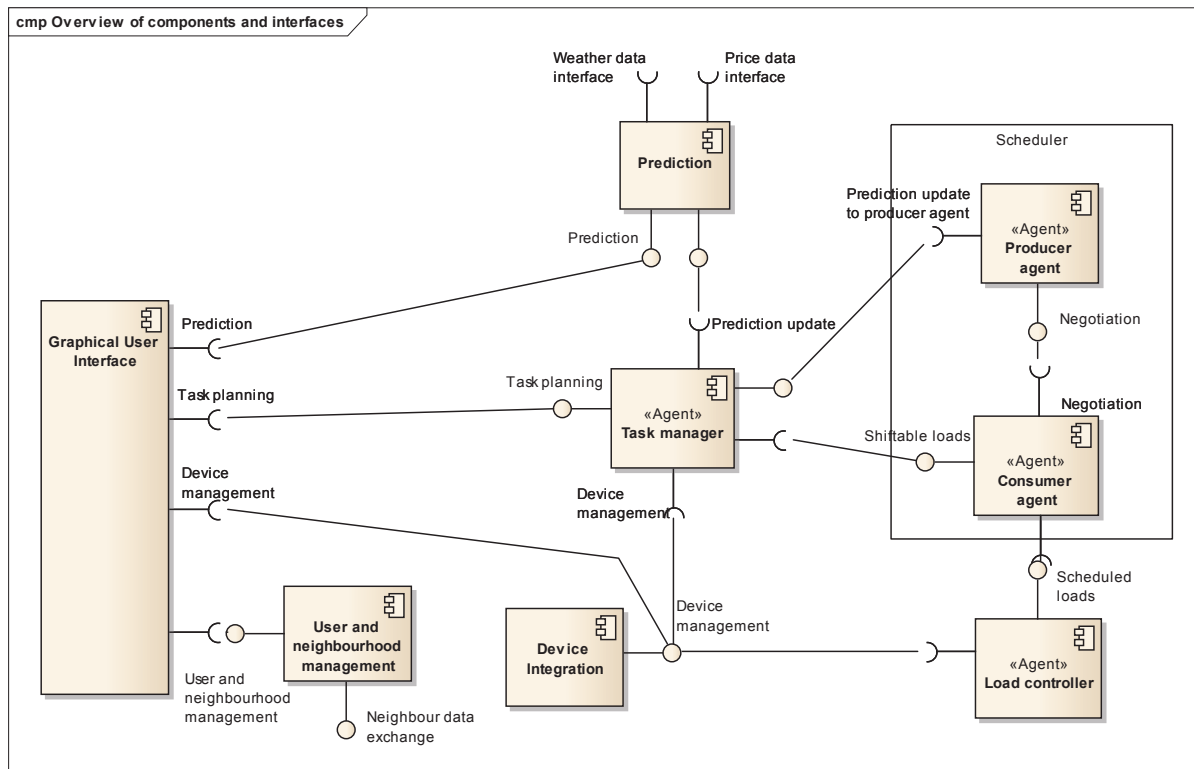 cmp Overview of components and interfaces
Weather data
interface
Price data
interface
Prediction
Scheduler
Prediction update
to producer agent
«Agent»
Producer
agent
Prediction
Negotiation
Graphical User
Interface
Prediction
Prediction update
Task planning
Task planning
«Agent»
Task manager
Negotiation
Shiftable loads
«Agent»
Consumer
agent
Device
management
Device
management
Scheduled
loads
User and
neighbourhood
management
Device
Integration
Device
management
«Agent»
Load controller
User and
neighbourhood
management
Neighbour data
exchange